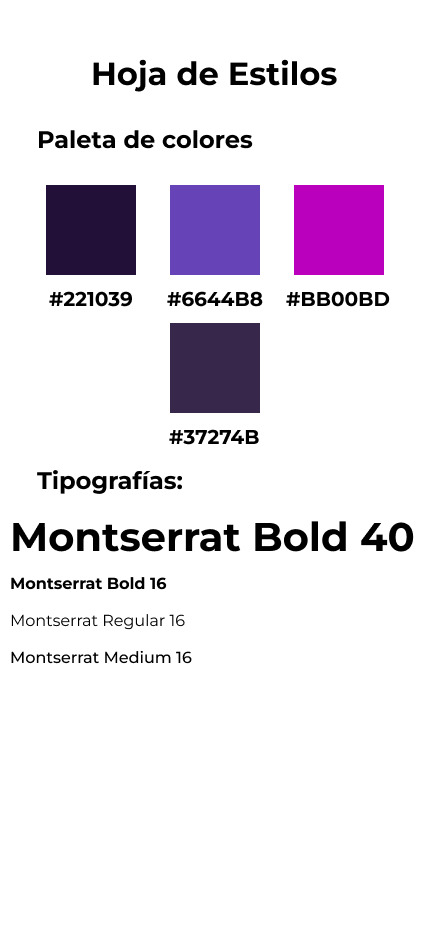 Hoja de Estilos
Paleta de colores
#221039 #6644B8 #BB00BD
#37274B
Tipografías:
Montserrat Bold 40
Montserrat Bold 16
Montserrat Regular 16
Montserrat Medium 16